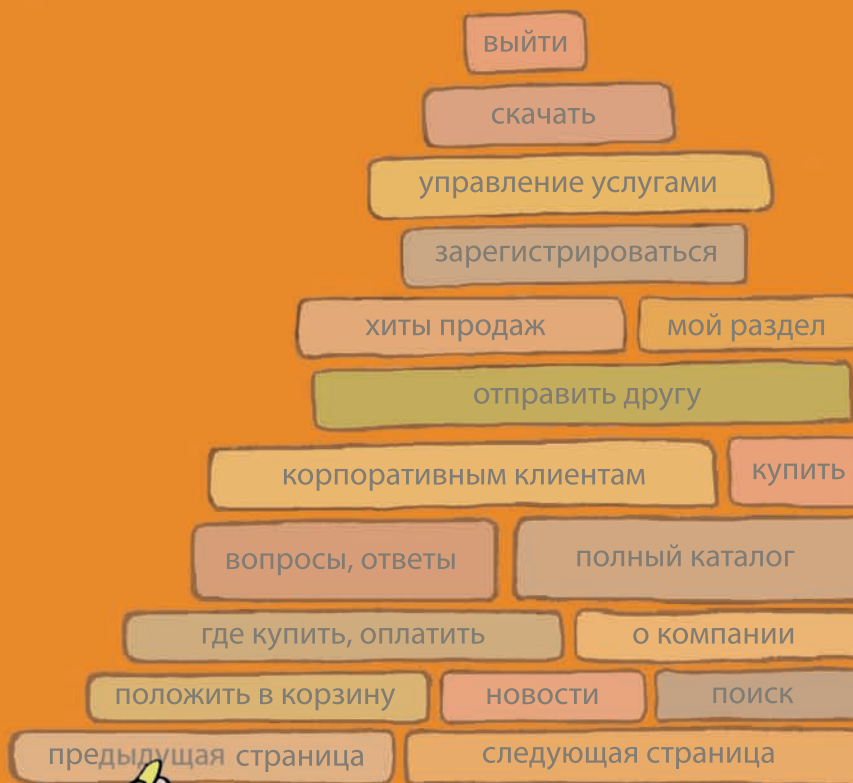 выйти
скачать
управление услугами
зарегистрироваться
хиты продаж мой раздел
отправить другу
корпоративным клиентам купить
вопросы, ответы полный каталог
где купить, оплатить о компании
положить в корзину новости поиск
предыдущая страница следующая страница